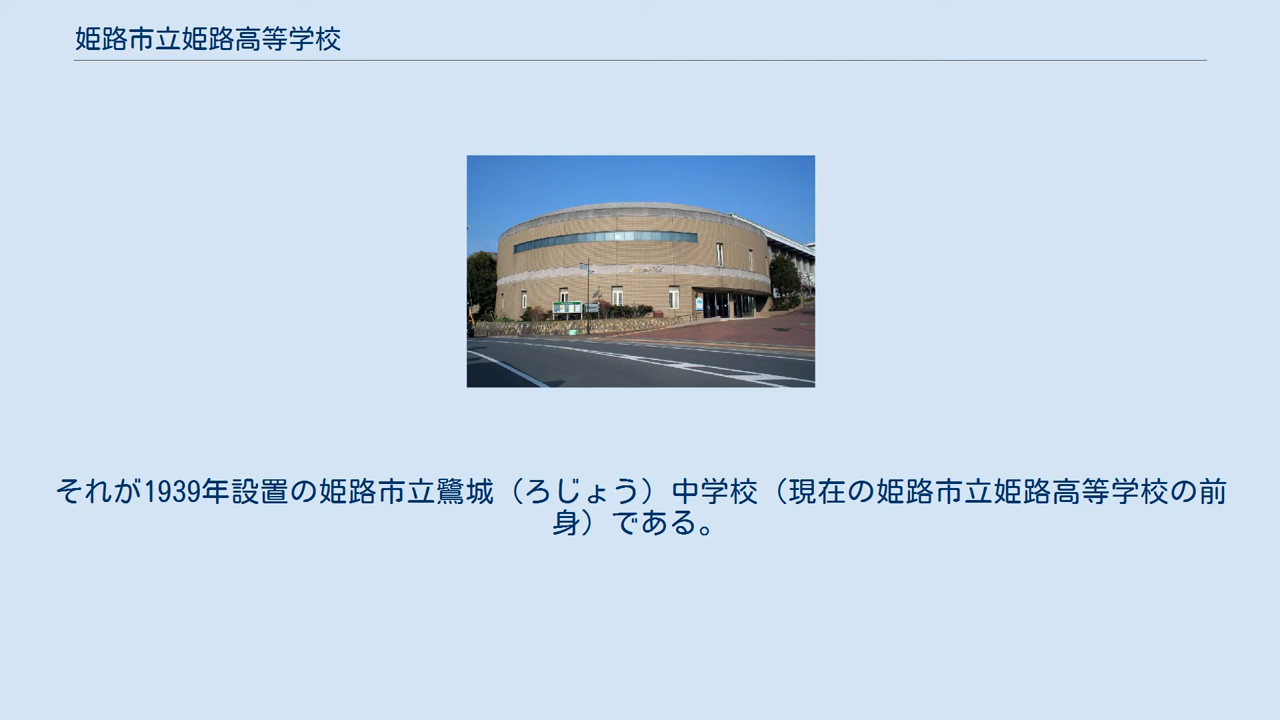 姫路市立姫路高等学校
それが1939年設置の姫路市立鷺城（ろじょう）中学校（現在の姫路市立姫路高等学校の前
身）である。